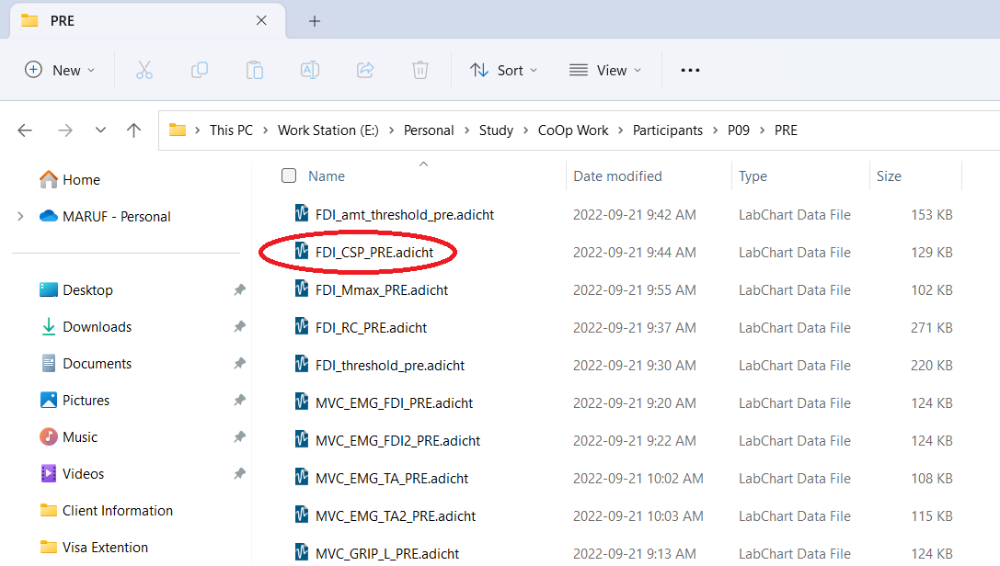 PRE
New
Sort
View
This PC > Work Station (E:) > Personal > Study > CoOp Work > Participants > P09 > PRE
Home
MARUF - Personal
Desktop
Downloads
Documents
Pictures
Music
Videos
Client Information
Visa Extention
Name Date modified Type Size
FDI_amt_threshold_pre.adicht 2022-09-21 9:42 AM LabChart Data File 153 KB
FDI_CSP_PRE.adicht 2022-09-21 9:44 AM LabChart Data File 129 KB
FDI_Mmax_PRE.adicht 2022-09-21 9:55 AM LabChart Data File 102 KB
FDI_RC_PRE.adicht 2022-09-21 9:37 AM LabChart Data File 271 KB
FDI_threshold_pre.adicht 2022-09-21 9:30 AM LabChart Data File 220 KB
MVC_EMG_FDI_PRE.adicht 2022-09-21 9:20 AM LabChart Data File 124 KB
MVC_EMG_FDI2_PRE.adicht 2022-09-21 9:22 AM LabChart Data File 124 KB
MVC_EMG_TA_PRE.adicht 2022-09-21 10:02 AM LabChart Data File 108 KB
MVC_EMG_TA2_PRE.adicht 2022-09-21 10:03 AM LabChart Data File 115 KB
MVC_GRIP_L_PRE.adicht 2022-09-21 9:13 AM LabChart Data File 124 KB